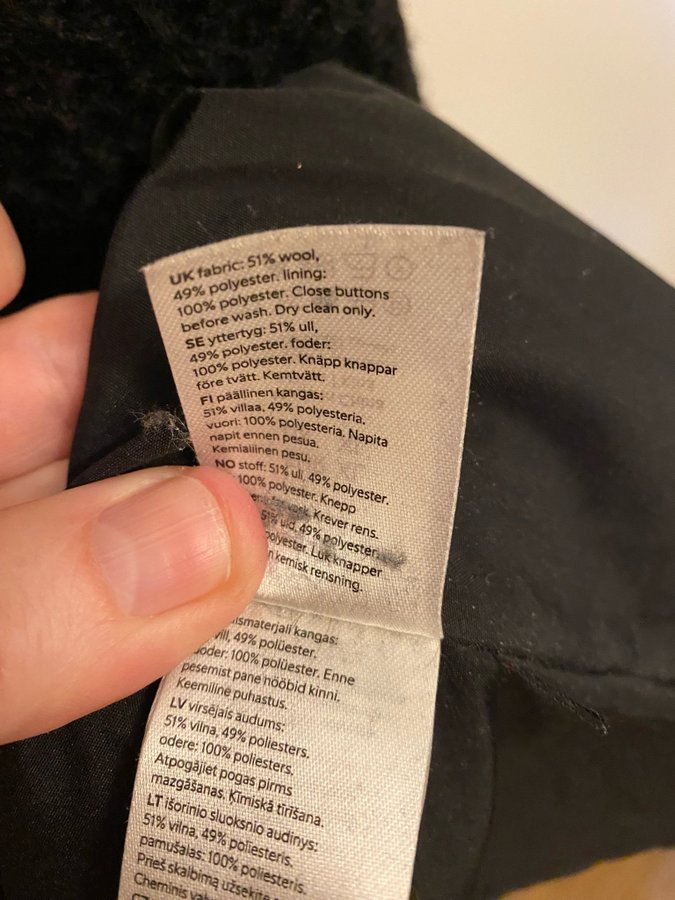 UK fabric: 51% wool,
49% polyester. lining:
100% polyester. Close buttons
before wash. Dry clean only.
SE yttertyg: 51% ull,
49% polyester. foder:
100% polyester. Knäpp knappar
före tvätt. Kemtvätt.
FI päällinen kangas:
51% villaa, 49% polyesteria.
vuori: 100% polyesteria. Napita
napit ennen pesua.
Kemiallinen pesu.
NO stoff: 51% ull, 49% polyester.
100% polyester. Knepp
Krever rens.
51% uld, 49% polyester.
polyester. Luk knapper
kemisk rensning.
smaterjali kangas:
vill, 49% polüester.
ooder: 100% polüester. Enne
pesemist pane nööbid kinni.
Keemiline puhastus.
LV virsējais audums:
51% vilna, 49% poliesters.
odere: 100% poliesters.
Atpogājiet pogas pirms
mazgāšanas. Ķīmiskā tīrīšana.
LT išorinio sluoksnio audinys:
51% vilna, 49% poliesteris.
pamušalas: 100% poliesteris.
Prieš skalbimą užsekite
Cheminis va